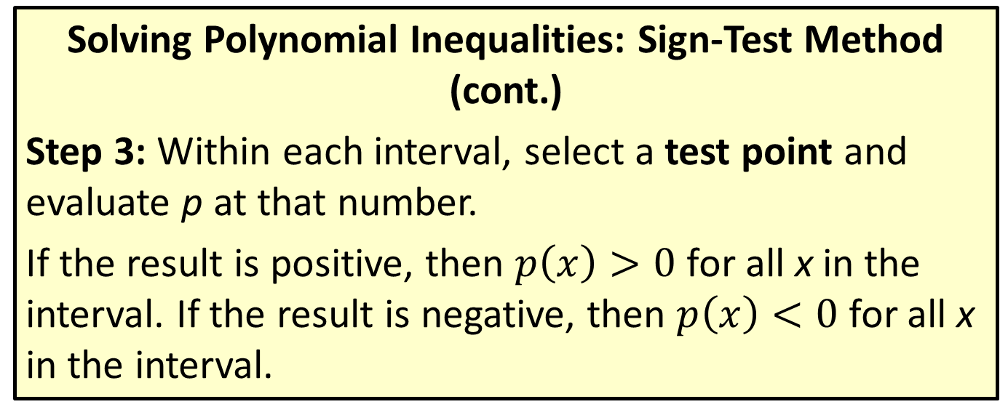 Solving Polynomial Inequalities: Sign-Test Method
(cont.)
Step 3: Within each interval, select a test point and
evaluate p at that number.
If the result is positive, then p(x) > 0 for all x in the
interval. If the result is negative, then p(x) < 0 for all x
in the interval.